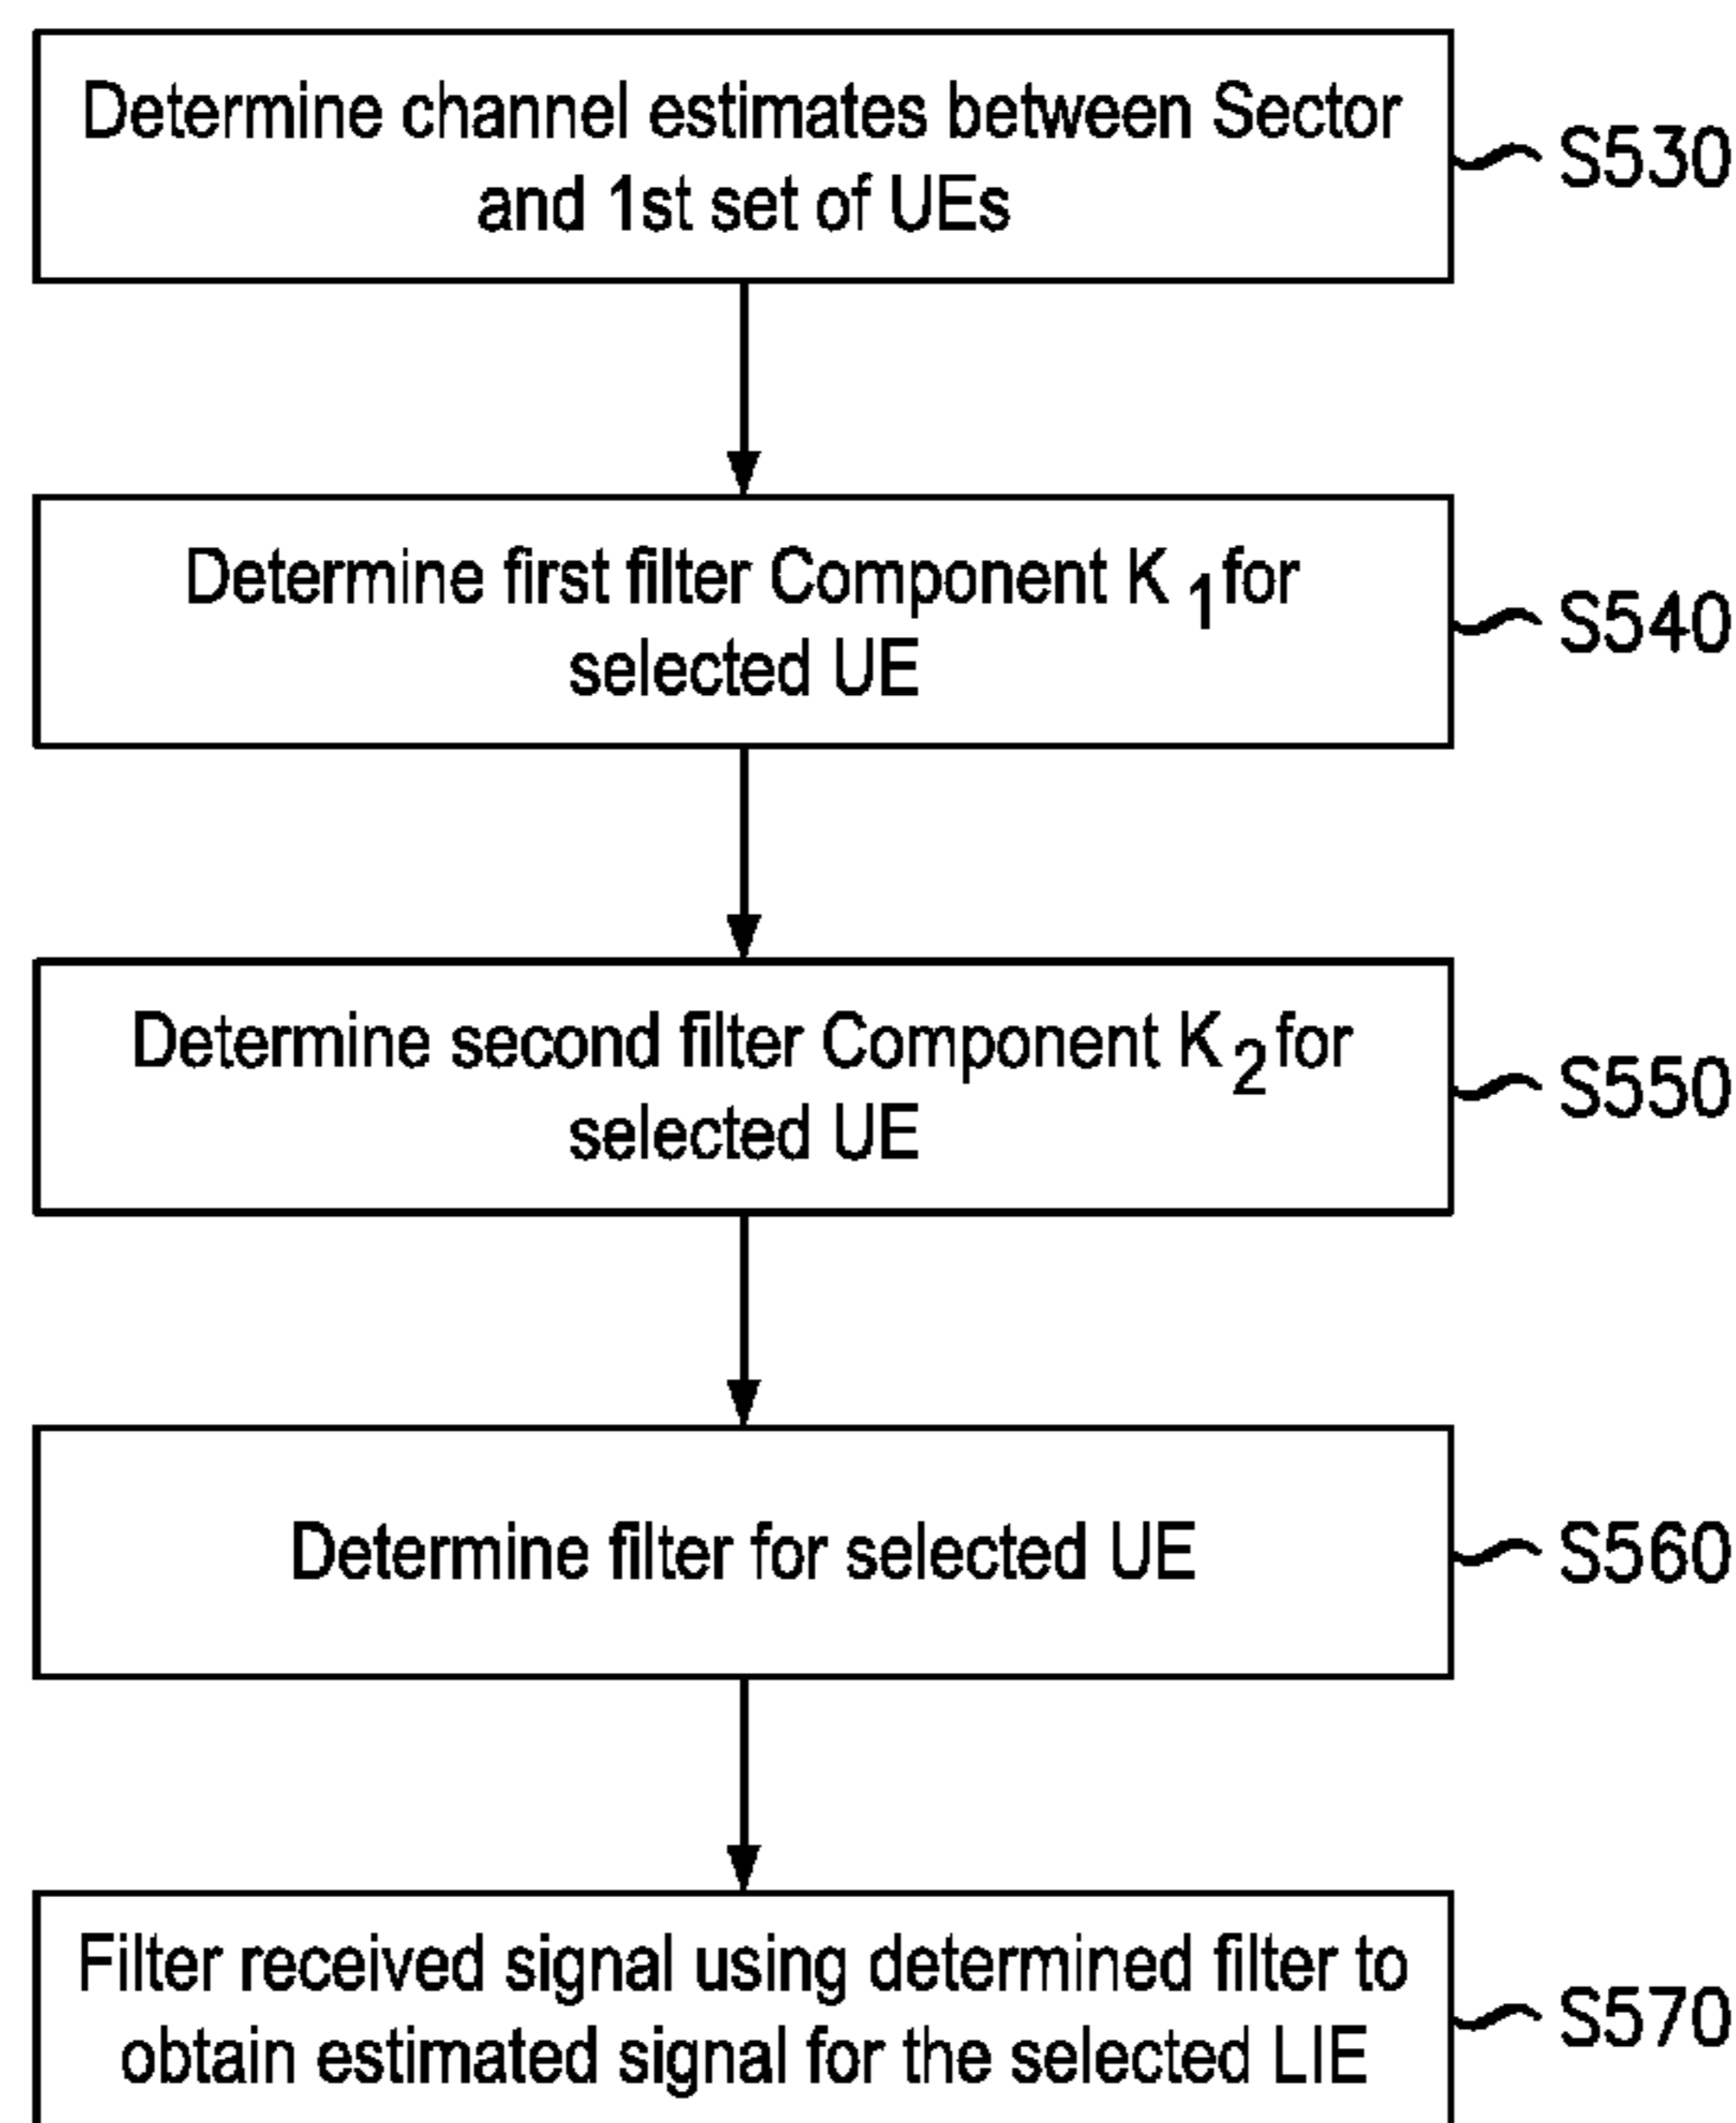 Determine channel estimates between Sector
and 1st set of UEs
S530
Determine first filter Component K 1 for
selected UE
S540
Determine second filter Component K2 for
selected UE
S550
Determine filter for selected UE
S560
Filter received signal using determined filter to
obtain estimated signal for the selected LIE
S570